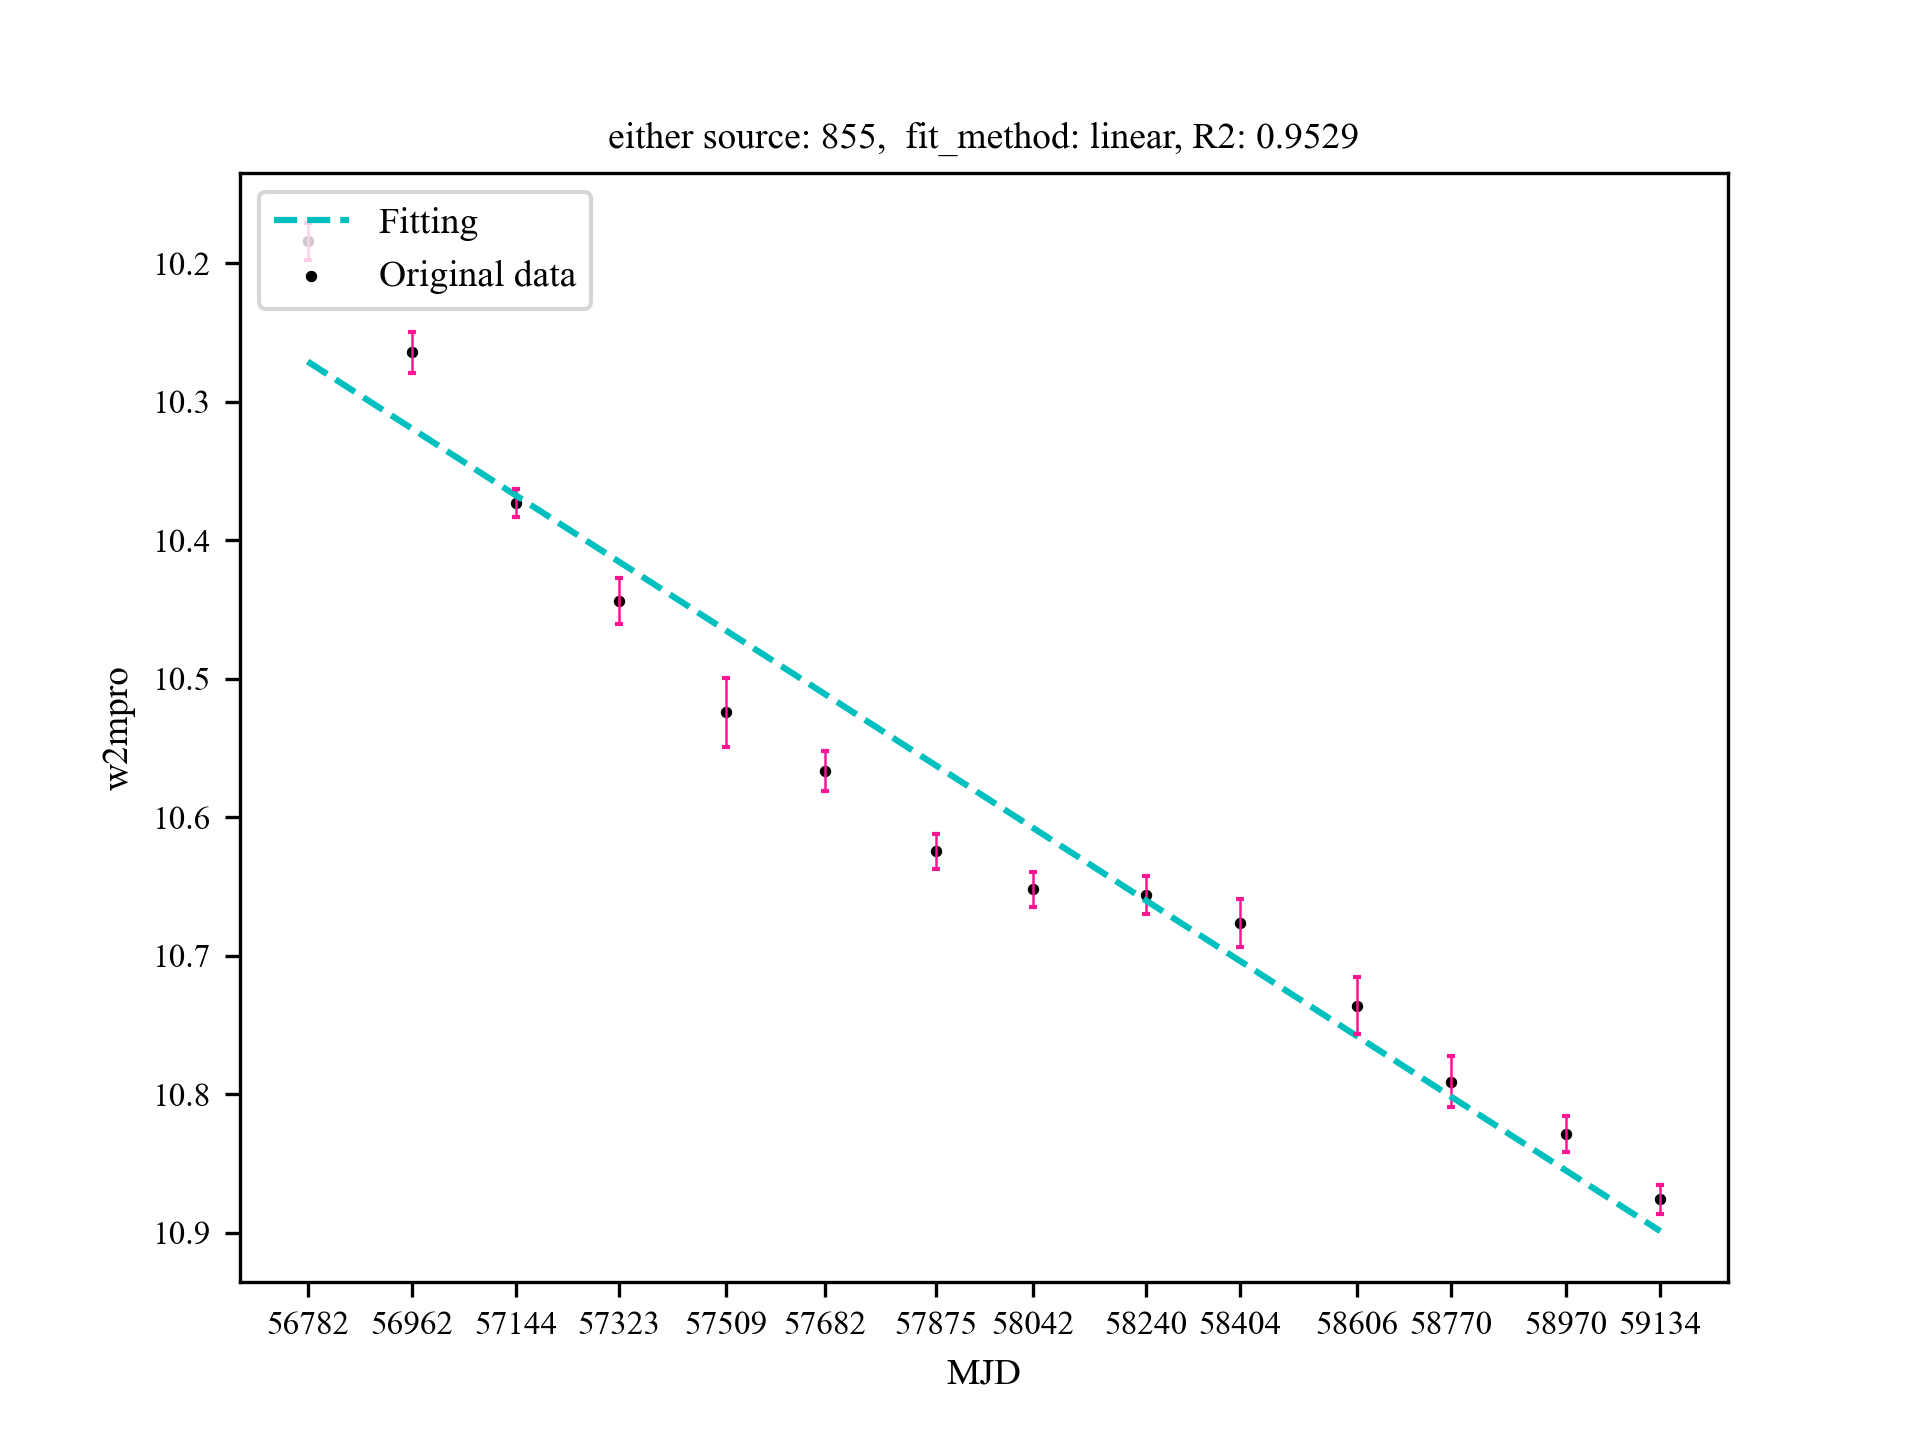 either source: 855,  fit_method: linear, R2: 0.9529
Fitting
Original data
10.2
10.3
10.4
10.5
10.6
10.7
10.8
10.9
w2mpro
56782 56962 57144 57323 57509 57682 57875 58042 58240 58404 58606 58770 58970 59134
MJD